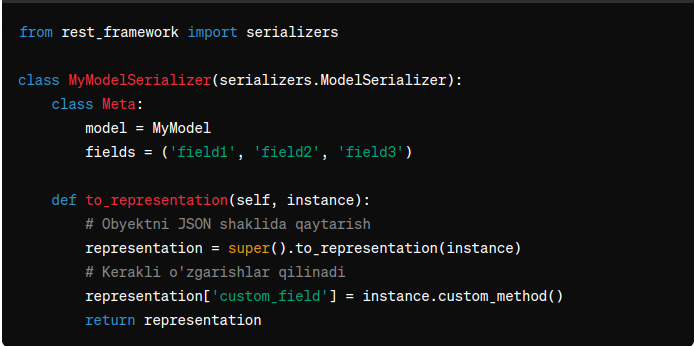 from rest_framework import serializers
class MyModelSerializer(serializers.ModelSerializer):
    class Meta:
        model = MyModel
        fields = ('field1', 'field2', 'field3')
    def to_representation(self, instance):
        # Obyektni JSON shaklida qaytarish
        representation = super().to_representation(instance)
        # Kerakli o'zgarishlar qilinadi
        representation['custom_field'] = instance.custom_method()
        return representation